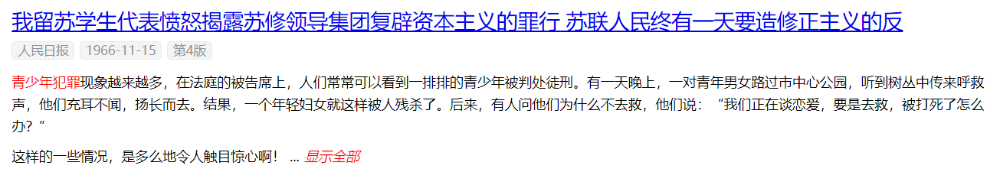 我留苏学生代表愤怒揭露苏修领导集团复辟资本主义的罪行 苏联人民终有一天要造修正主义的反
人民日报 1966-11-15 第4版
青少年犯罪现象越来越多，在法庭的被告席上，人们常常可以看到一排排的青少年被判处徒刑。有一天晚上，一对青年男女路过市中心公园，听到树丛中传来呼救
声，他们充耳不闻，扬长而去。结果，一个年轻妇女就这样被人残杀了。后来，有人问他们为什么不去救，他们说：“我们正在谈恋爱，要是去救，被打死了怎么
办？”
这样的一些情况，是多么地令人触目惊心啊！ ... 显示全部